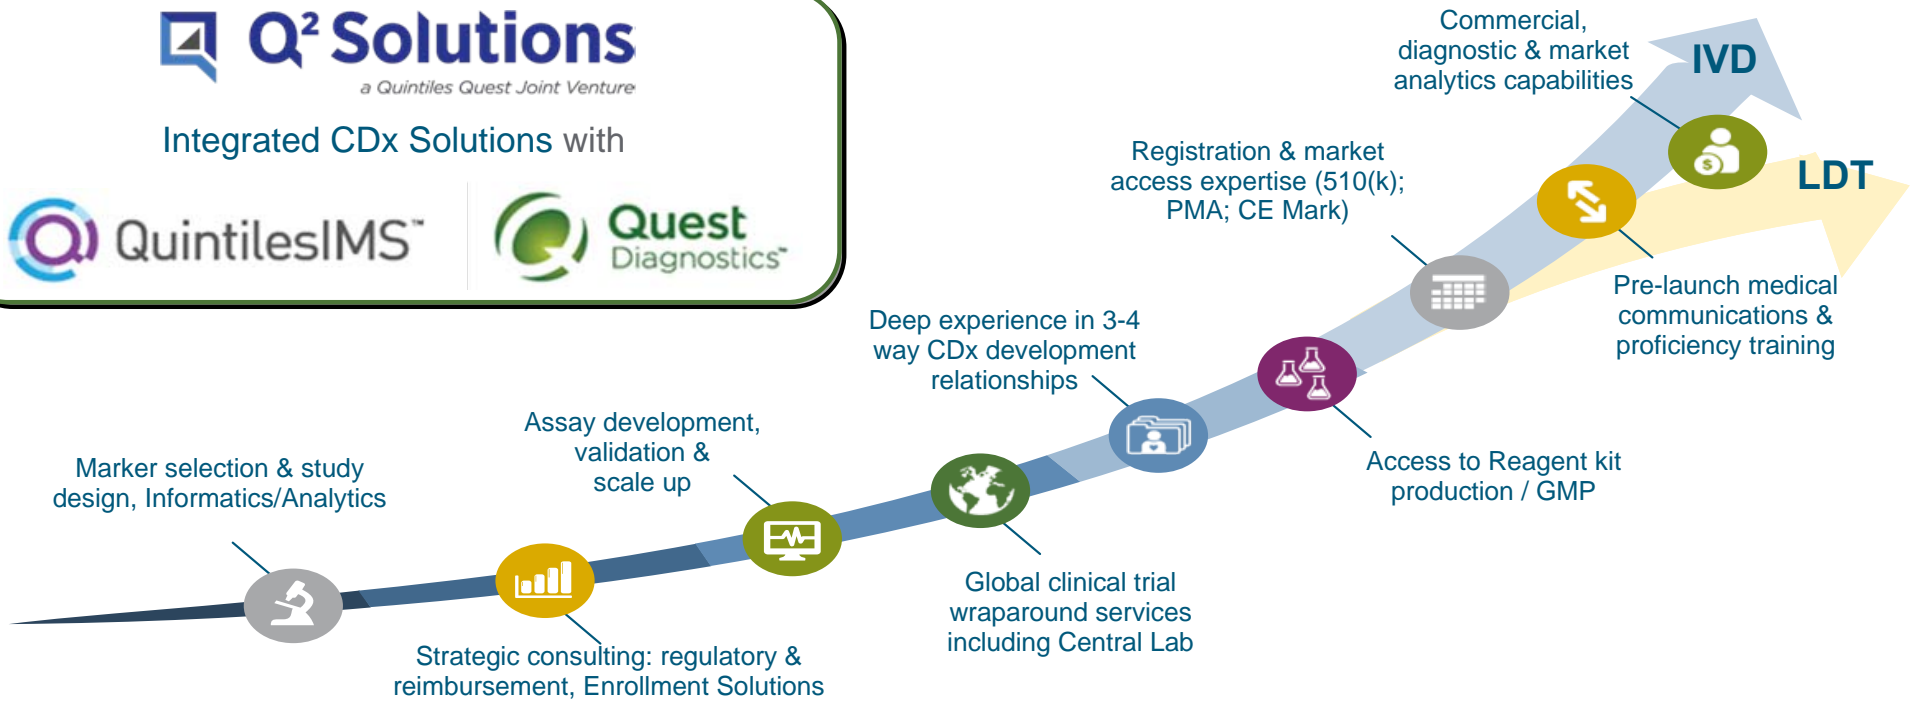 Q² Solutions
a Quintiles Quest Joint Venture
Integrated CDx Solutions with
QuintilesIMS™
Quest
Diagnostics™
Marker selection & study
design, Informatics/Analytics
Strategic consulting: regulatory &
reimbursement, Enrollment Solutions
Assay development,
validation &
scale up
Global clinical trial
wraparound services
including Central Lab
Deep experience in 3-4
way CDx development
relationships
Access to Reagent kit
production / GMP
Registration & market
access expertise (510(k);
PMA; CE Mark)
Pre-launch medical
communications &
proficiency training
Commercial,
diagnostic & market
analytics capabilities
IVD
LDT